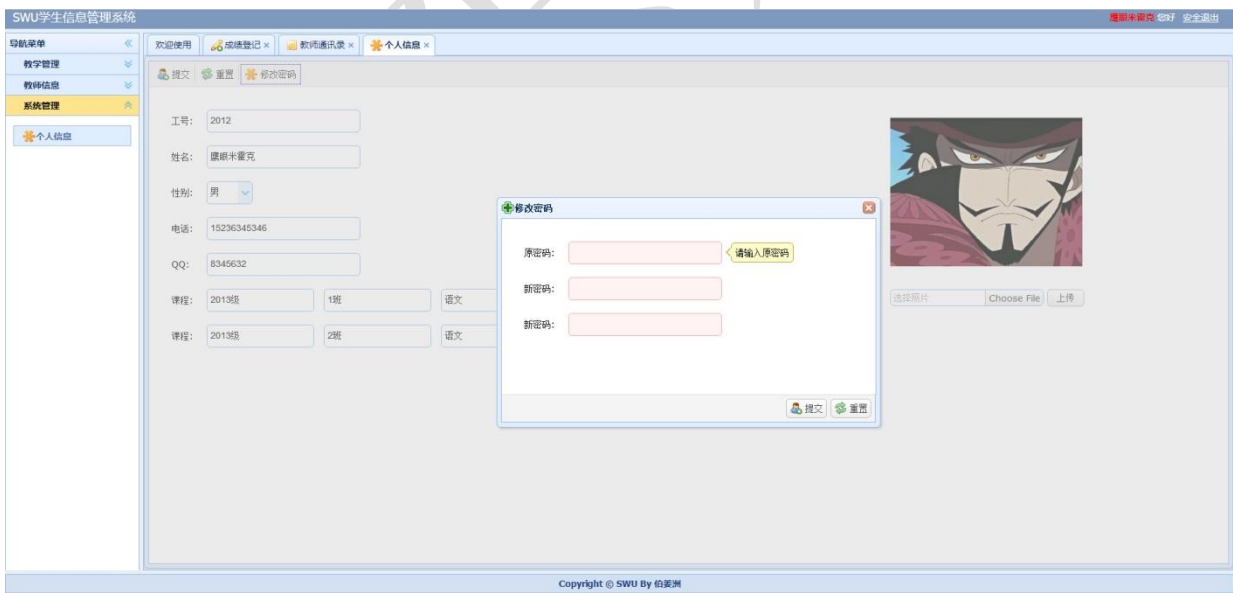 SWU学生信息管理系统
鹰眼米霍克 您好 安全退出
导航菜单
教学管理
教师信息
系统管理
个人信息
欢迎使用 成绩登记 教师通讯录 个人信息
提交 重置 修改密码
工号: 2012
姓名: 鹰眼米霍克
性别: 男
电话: 15236345346
QQ: 8345632
课程: 2013级 1班 语文
课程: 2013级 2班 语文
选择照片 Choose File 上传
修改密码
原密码: 请输入原密码
新密码:
新密码:
提交 重置
Copyright © SWU By